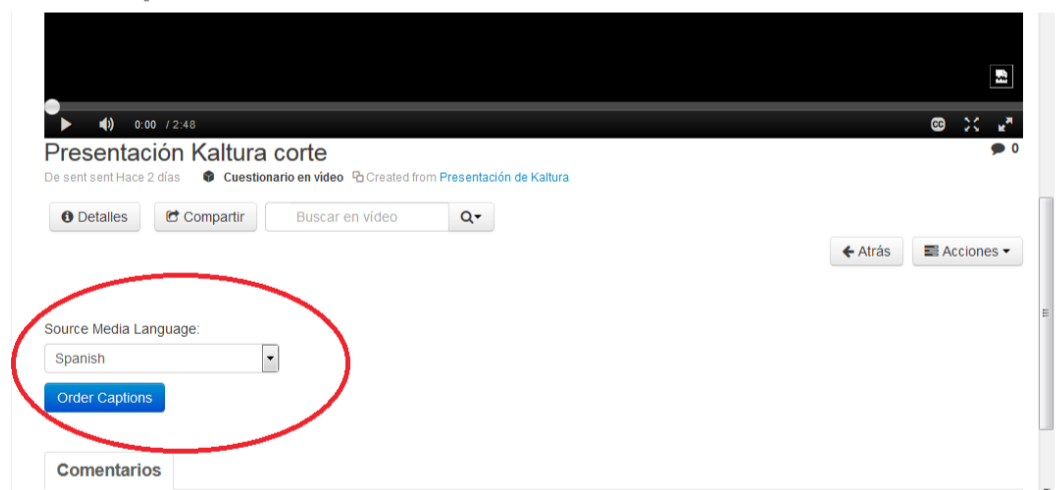 0:00 / 2:48
CC
Presentación Kaltura corte
0
De sent sent Hace 2 días Cuestionario en vídeo Created from Presentación de Kaltura
Detalles Compartir Buscar en vídeo
Atrás Acciones
Source Media Language:
Spanish
Order Captions
Comentarios